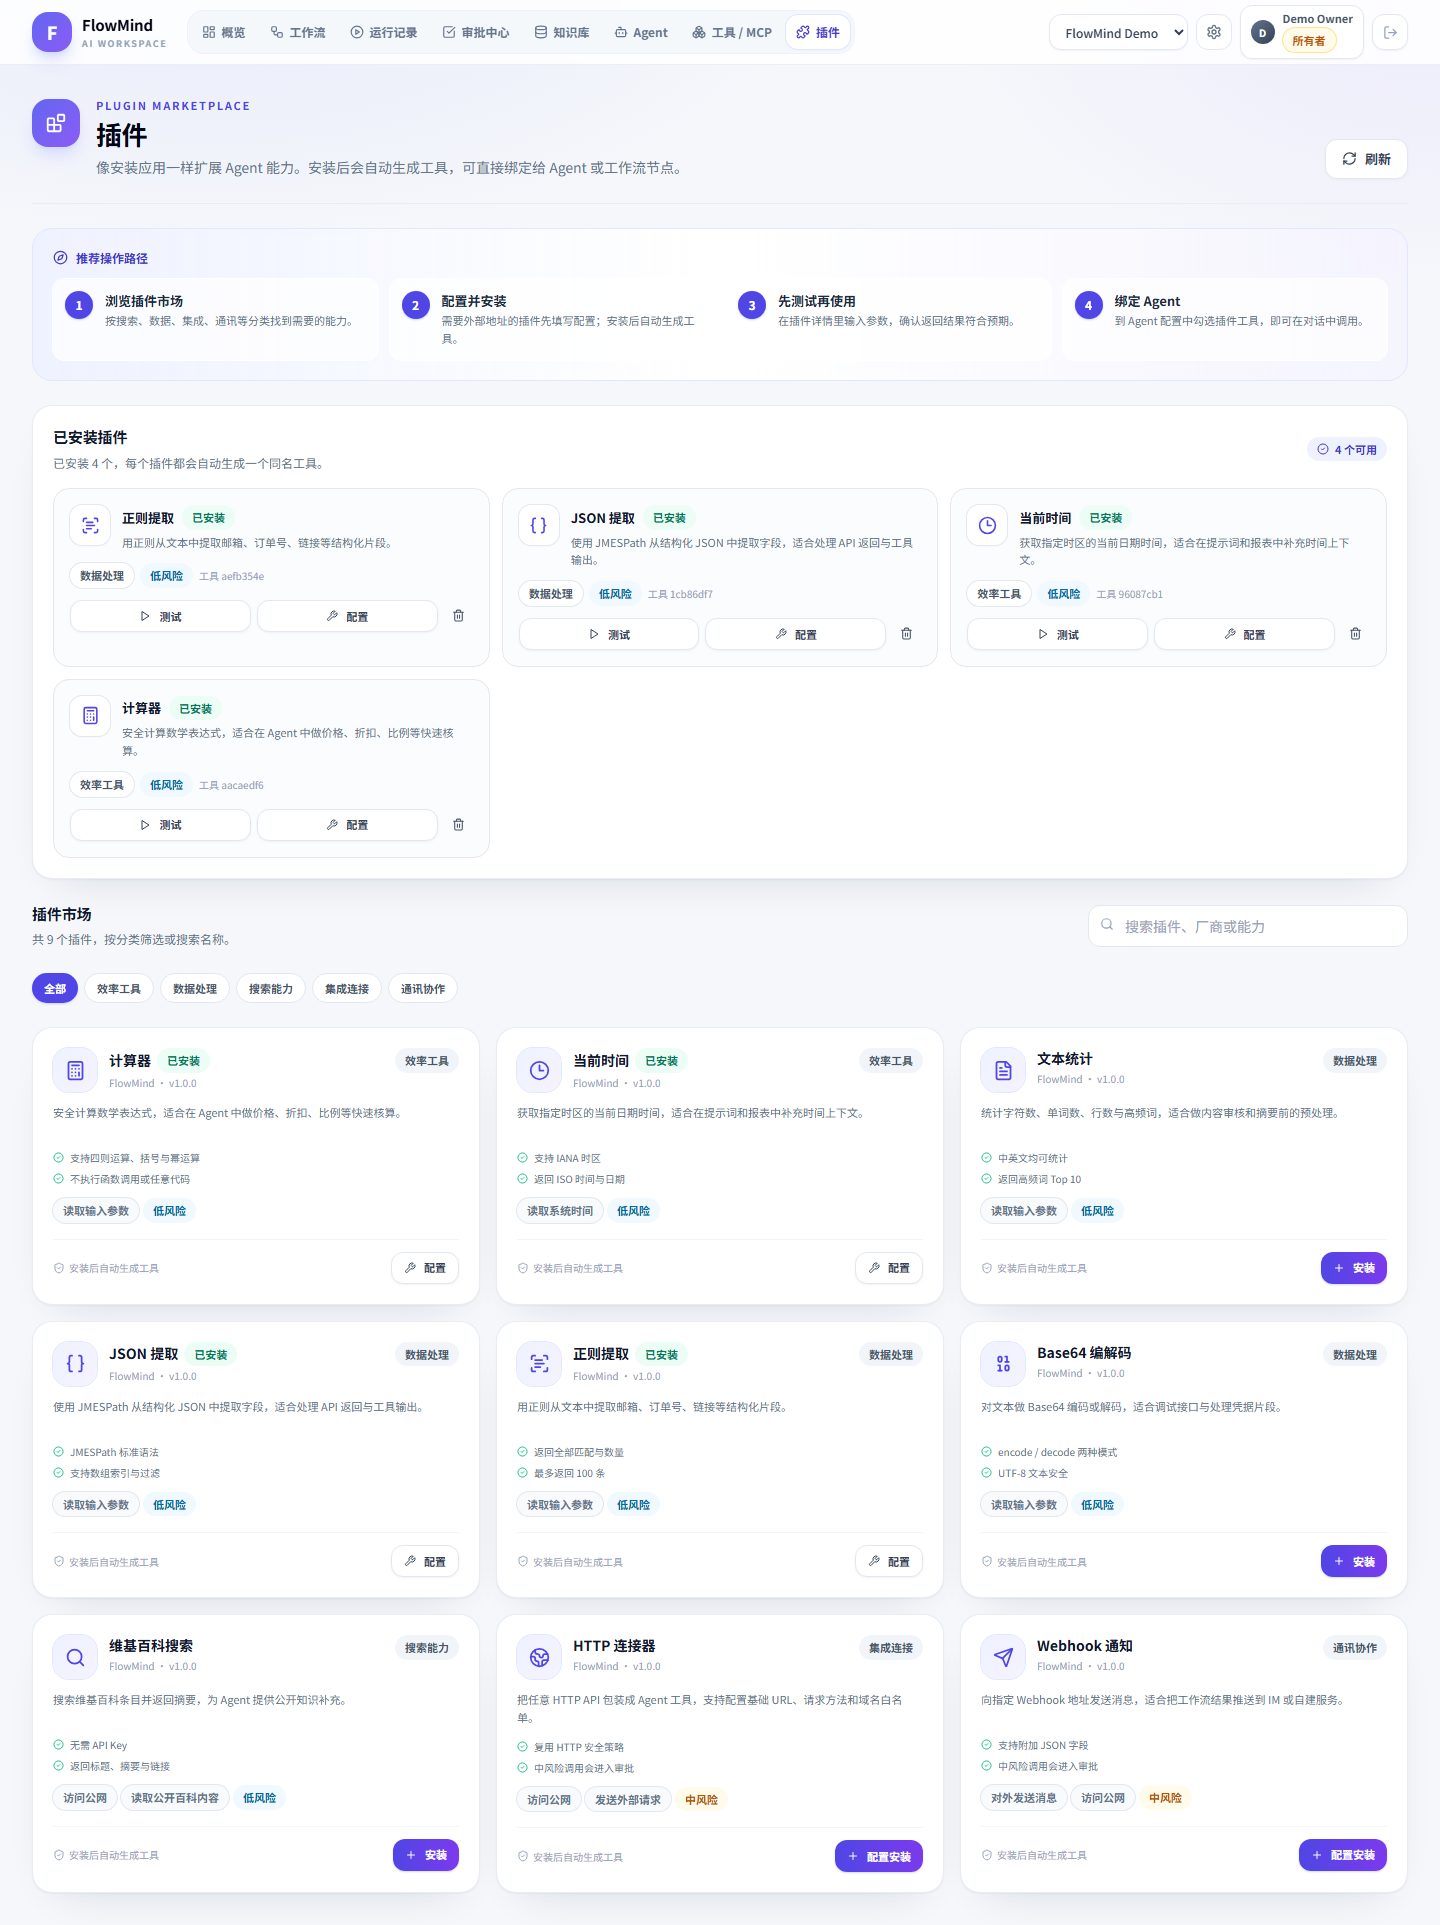 F
FlowMind
AI WORKSPACE
概览
工作流
运行记录
审批中心
知识库
Agent
工具 / MCP
插件
FlowMind Demo
D
Demo Owner
所有者
PLUGIN MARKETPLACE
插件
像安装应用一样扩展 Agent 能力。安装后会自动生成工具，可直接绑定给 Agent 或工作流节点。
刷新
推荐操作路径
1
浏览插件市场
按搜索、数据、集成、通讯等分类找到需要的能力。
2
配置并安装
需要外部地址的插件先填写配置；安装后自动生成工
具。
3
先测试再使用
在插件详情里输入参数，确认返回结果符合预期。
4
绑定 Agent
到 Agent 配置中勾选插件工具，即可在对话中调用。
已安装插件
已安装 4 个，每个插件都会自动生成一个同名工具。
4 个可用
正则提取 已安装
用正则从文本中提取邮箱、订单号、链接等结构化片段。
数据处理 低风险 工具 aefb354e
测试 配置
JSON 提取 已安装
使用 JMESPath 从结构化 JSON 中提取字段，适合处理 API 返回与工具
输出。
数据处理 低风险 工具 1cb86df7
测试 配置
当前时间 已安装
获取指定时区的当前日期时间，适合在提示词和报表中补充时间上下
文。
效率工具 低风险 工具 96087cb1
测试 配置
计算器 已安装
安全计算数学表达式，适合在 Agent 中做价格、折扣、比例等快速核
算。
效率工具 低风险 工具 aacaedf6
测试 配置
插件市场
共 9 个插件，按分类筛选或搜索名称。
搜索插件、厂商或能力
全部 效率工具 数据处理 搜索能力 集成连接 通讯协作
计算器 已安装 效率工具
FlowMind · v1.0.0
安全计算数学表达式，适合在 Agent 中做价格、折扣、比例等快速核算。
支持四则运算、括号与幂运算
不执行函数调用或任意代码
读取输入参数 低风险
安装后自动生成工具 配置
当前时间 已安装 效率工具
FlowMind · v1.0.0
获取指定时区的当前日期时间，适合在提示词和报表中补充时间上下文。
支持 IANA 时区
返回 ISO 时间与日期
读取系统时间 低风险
安装后自动生成工具 配置
文本统计 数据处理
FlowMind · v1.0.0
统计字符数、单词数、行数与高频词，适合做内容审核和摘要前的预处理。
中英文均可统计
返回高频词 Top 10
读取输入参数 低风险
安装后自动生成工具 安装
JSON 提取 已安装 数据处理
FlowMind · v1.0.0
使用 JMESPath 从结构化 JSON 中提取字段，适合处理 API 返回与工具输出。
JMESPath 标准语法
支持数组索引与过滤
读取输入参数 低风险
安装后自动生成工具 配置
正则提取 已安装 数据处理
FlowMind · v1.0.0
用正则从文本中提取邮箱、订单号、链接等结构化片段。
返回全部匹配与数量
最多返回 100 条
读取输入参数 低风险
安装后自动生成工具 配置
01
10
Base64 编解码 数据处理
FlowMind · v1.0.0
对文本做 Base64 编码或解码，适合调试接口与处理凭据片段。
encode / decode 两种模式
UTF-8 文本安全
读取输入参数 低风险
安装后自动生成工具 安装
维基百科搜索 搜索能力
FlowMind · v1.0.0
搜索维基百科条目并返回摘要，为 Agent 提供公开知识补充。
无需 API Key
返回标题、摘要与链接
访问公网 读取公开百科内容 低风险
安装后自动生成工具 安装
HTTP 连接器 集成连接
FlowMind · v1.0.0
把任意 HTTP API 包装成 Agent 工具，支持配置基础 URL、请求方法和域名白名
单。
复用 HTTP 安全策略
中风险调用会进入审批
访问公网 发送外部请求 中风险
安装后自动生成工具 配置安装
Webhook 通知 通讯协作
FlowMind · v1.0.0
向指定 Webhook 地址发送消息，适合把工作流结果推送到 IM 或自建服务。
支持附加 JSON 字段
中风险调用会进入审批
对外发送消息 访问公网 中风险
安装后自动生成工具 配置安装